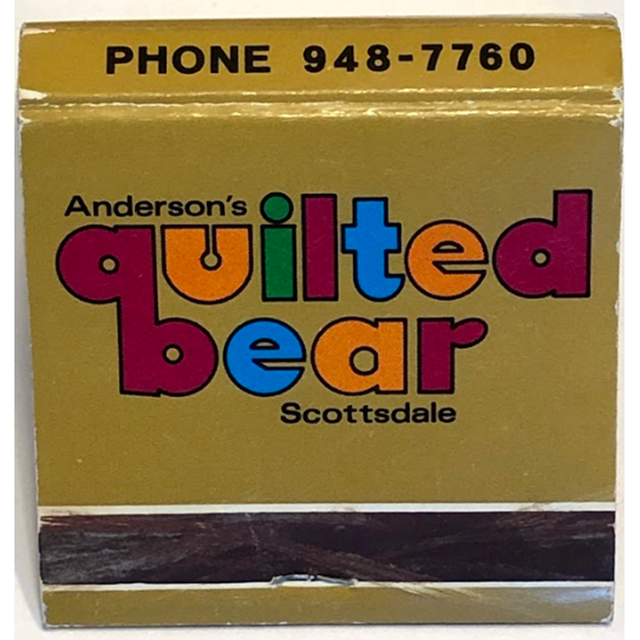 PHONE 948-7760
Anderson's
quilted
bear
Scottsdale